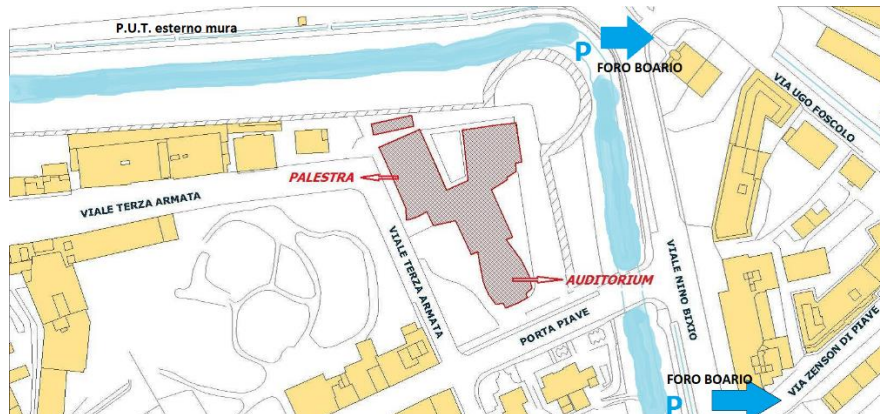 P.U.T. esterno mura
P
FORO BOARIO
VIA UGO FOSCOLO
PALESTRA
VIALE TERZA ARMATA
VIALE TERZA ARMATA
AUDITORIUM
PORTA PIAVE
VIALE NINO BIXIO
VIA ZENSON DI PIAVE
FORO BOARIO
P